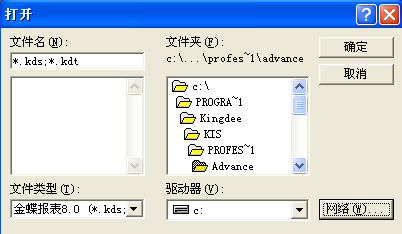 打开
文件名(N):
*.kds;*.kdt
文件类型(T):
金蝶报表8.0 (*.kds;
文件夹(F):
c:\...\profes~1\advance
c:\
PROGRA~1
Kingdee
KIS
PROFES~1
Advance
驱动器(V):
c:
确定
取消
网络(W)...